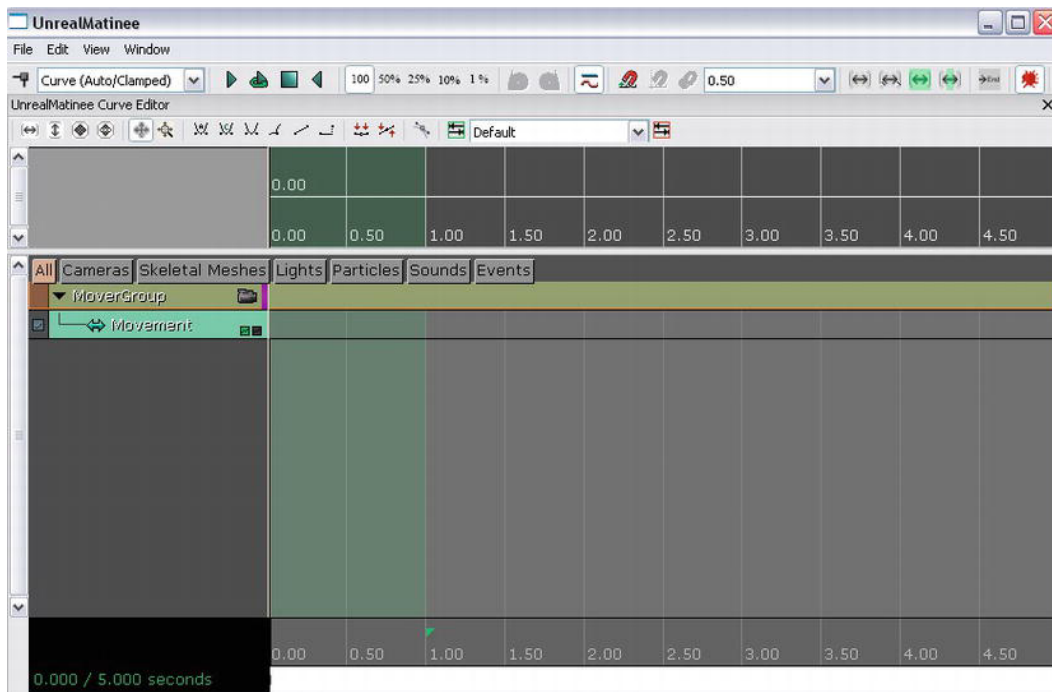 UnrealMatinee
File Edit View Window
Curve (Auto/Clamped) 100 50% 25% 10% 1% 0.50 End
UnrealMatinee Curve Editor
Default
0.00
0.00 0.50 1.00 1.50 2.00 2.50 3.00 3.50 4.00 4.50
All Cameras Skeletal Meshes Lights Particles Sounds Events
MoverGroup
Movement
0.00 0.50 1.00 1.50 2.00 2.50 3.00 3.50 4.00 4.50
0.000 / 5.000 seconds